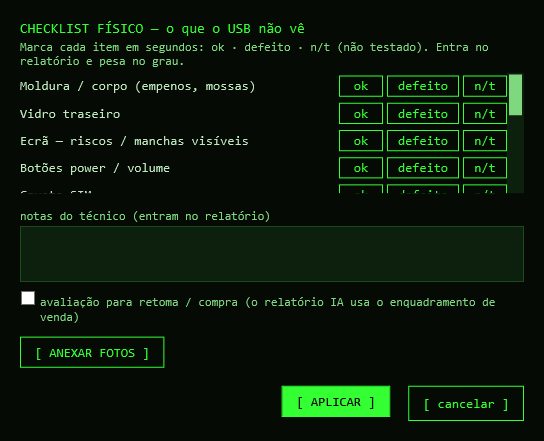 CHECKLIST FÍSICO — o que o USB não vê
Marca cada item em segundos: ok · defeito · n/t (não testado). Entra no
relatório e pesa no grau.
Moldura / corpo (empenos, mossas) ok defeito n/t
Vidro traseiro ok defeito n/t
Ecrã — riscos / manchas visíveis ok defeito n/t
Botões power / volume ok defeito n/t
notas do técnico (entram no relatório)
avaliação para retoma / compra (o relatório IA usa o enquadramento de
venda)
[ ANEXAR FOTOS ]
[ APLICAR ] [ cancelar ]